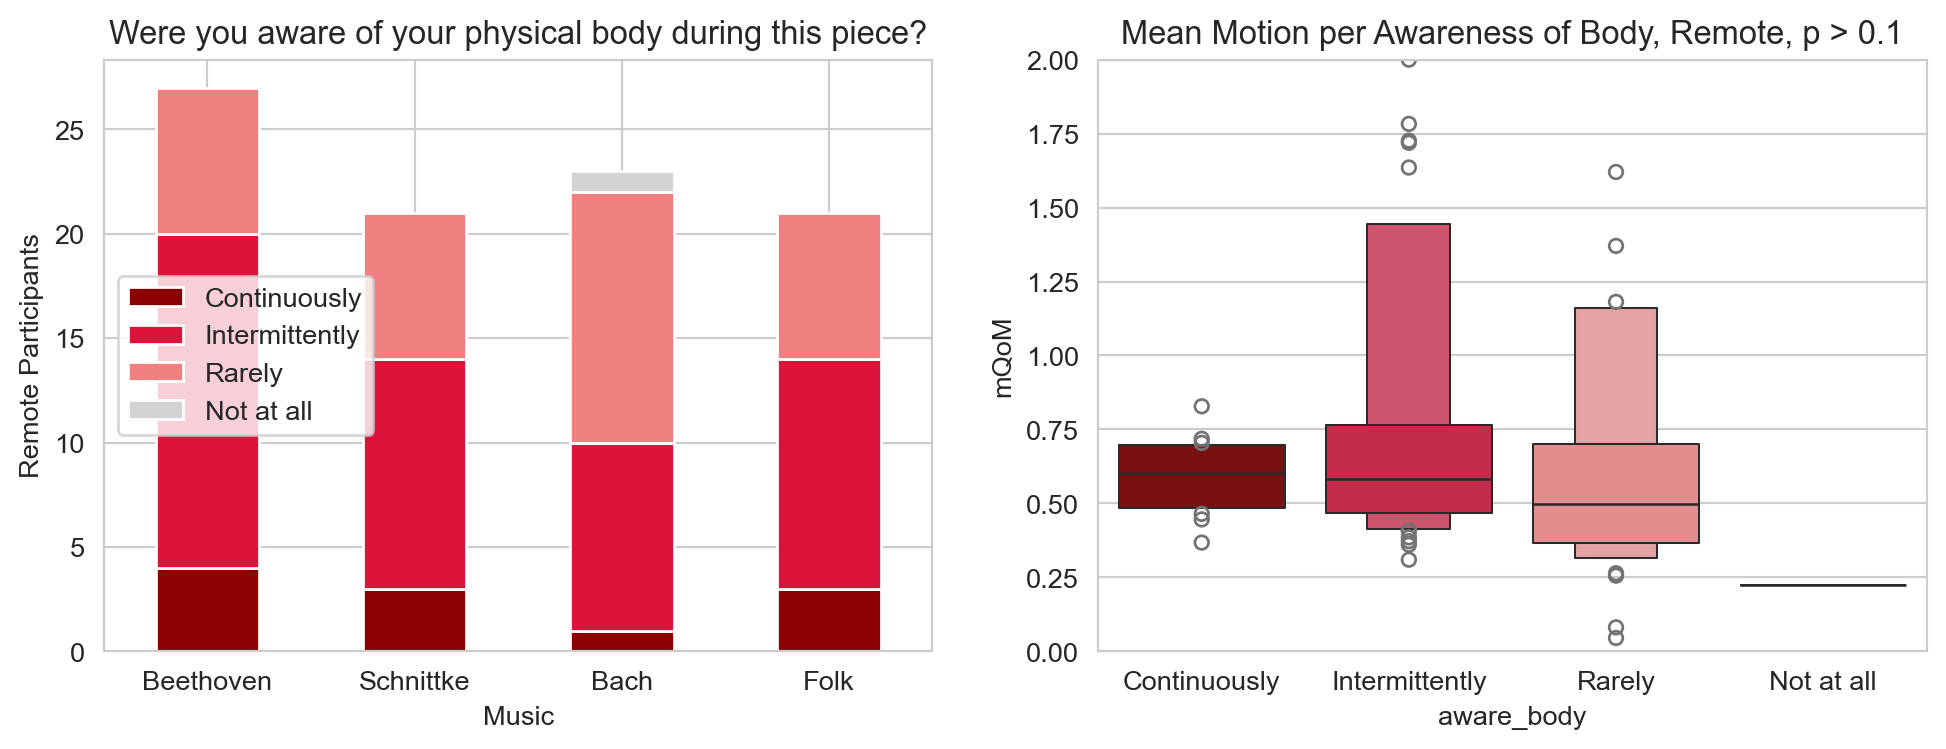 Were you aware of your physical body during this piece?
Remote Participants
25
20
15
10
5
0
Continuously
Intermittently
Rarely
Not at all
Beethoven
Schnittke
Bach
Folk
Music
Mean Motion per Awareness of Body, Remote, p > 0.1
mQoM
2.00
1.75
1.50
1.25
1.00
0.75
0.50
0.25
0.00
Continuously
Intermittently
Rarely
Not at all
aware_body